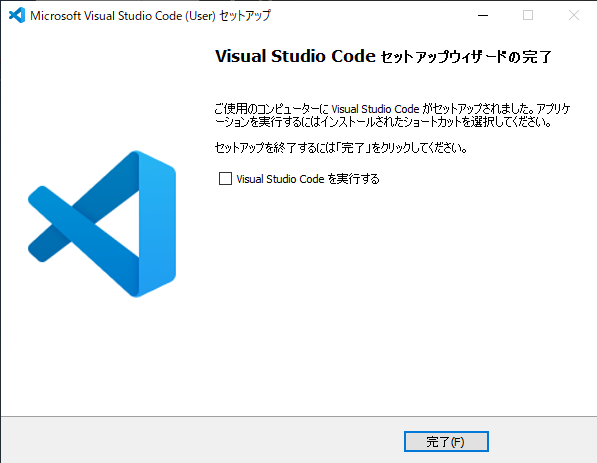 Microsoft Visual Studio Code (User) セットアップ
Visual Studio Code セットアップウィザードの完了
ご使用のコンピューターに Visual Studio Code がセットアップされました。アプリケ
ーションを実行するにはインストールされたショートカットを選択してください。
セットアップを終了するには「完了」をクリックしてください。
Visual Studio Code を実行する
完了(F)